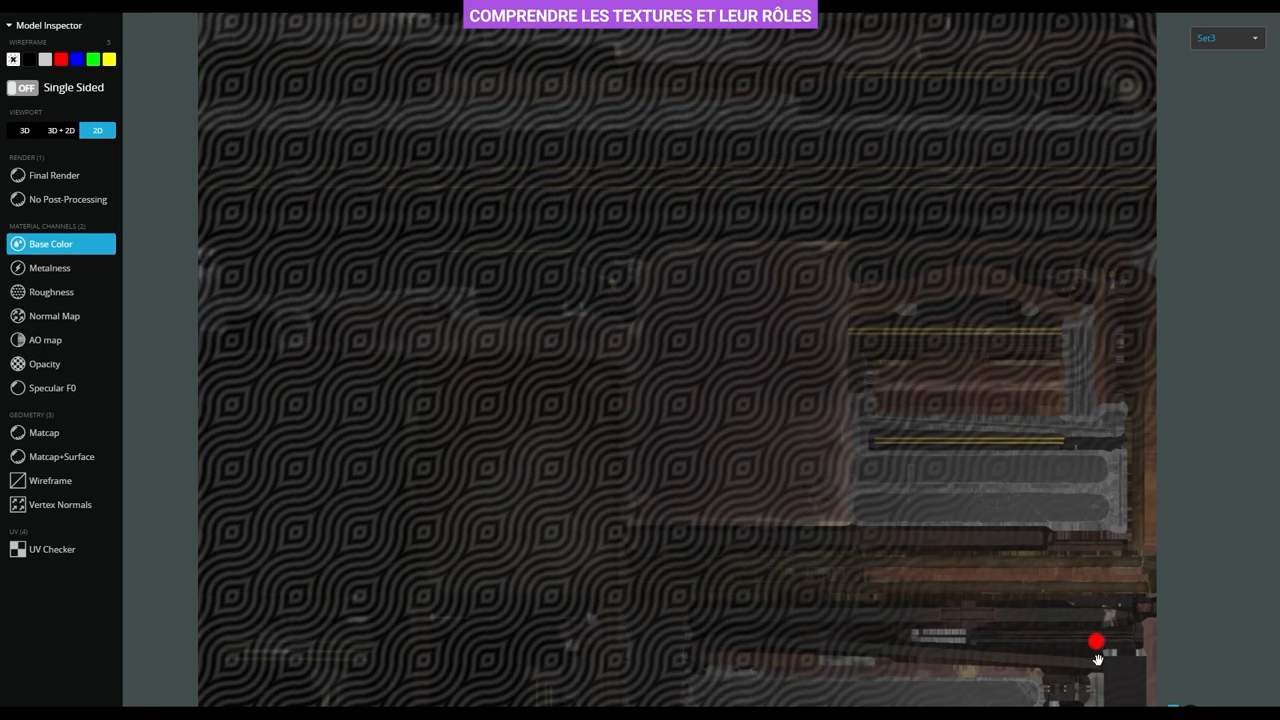 COMPRENDRE LES TEXTURES ET LEUR RÔLES
Model Inspector
WIREFRAME 5
OFF Single Sided
VIEWPORT
3D 3D + 2D 2D
RENDER (1)
Final Render
No Post-Processing
MATERIAL CHANNELS (2)
Base Color
Metalness
Roughness
Normal Map
AO map
Opacity
Specular F0
GEOMETRY (3)
Matcap
Matcap+Surface
Wireframe
Vertex Normals
UV (4)
UV Checker
Set3